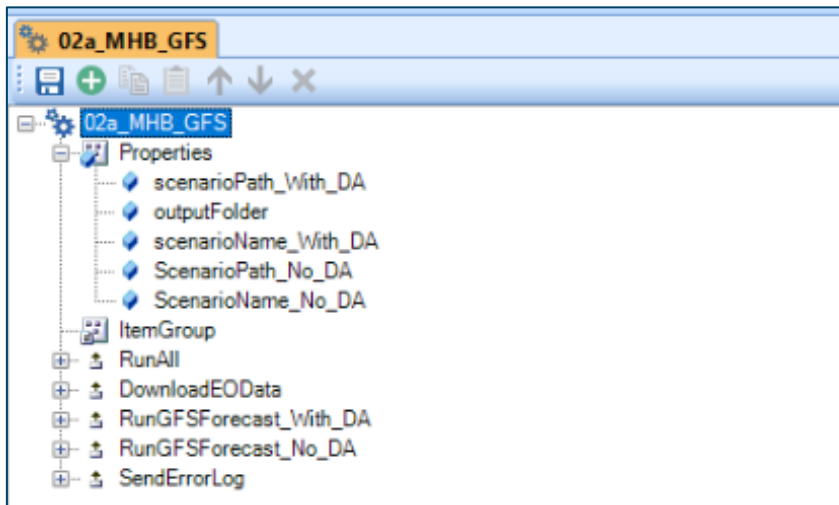 02a_MHB_GFS
02a_MHB_GFS
Properties
scenarioPath_With_DA
outputFolder
scenarioName_With_DA
ScenarioPath_No_DA
ScenarioName_No_DA
ItemGroup
RunAll
DownloadEOData
RunGFSForecast_With_DA
RunGFSForecast_No_DA
SendErrorLog